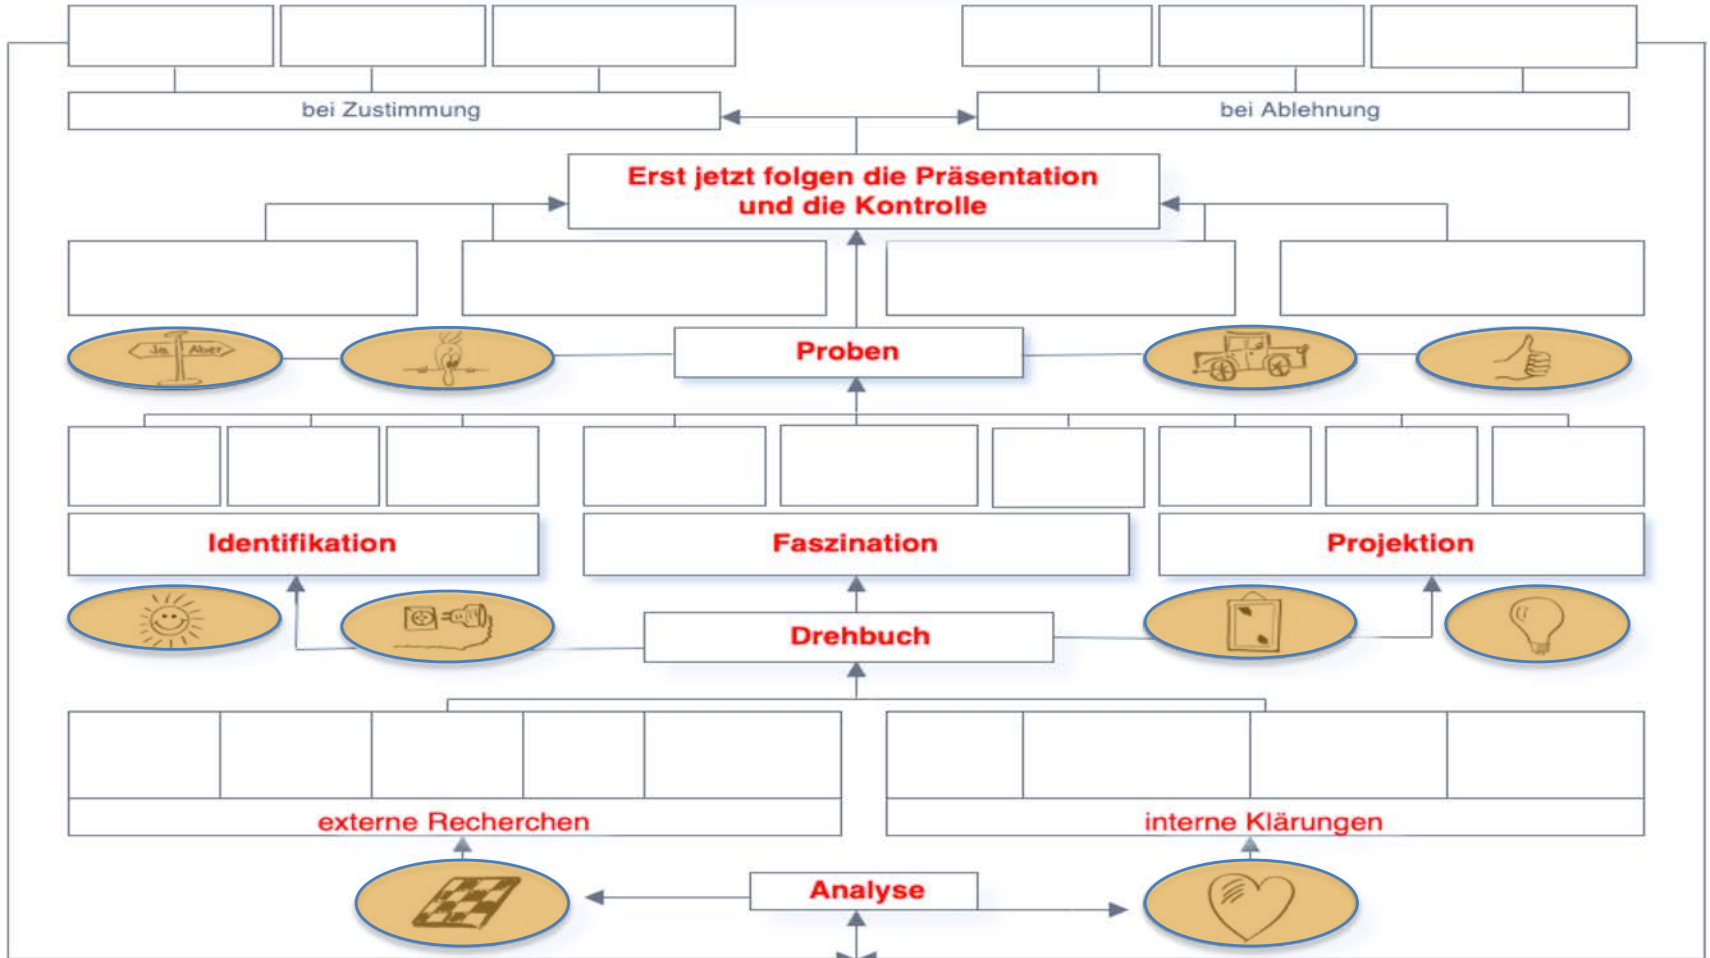 bei Zustimmung
bei Ablehnung
Erst jetzt folgen die Präsentation
und die Kontrolle
Ja
Aber
Proben
Identifikation
Faszination
Projektion
Drehbuch
externe Recherchen
interne Klärungen
Analyse